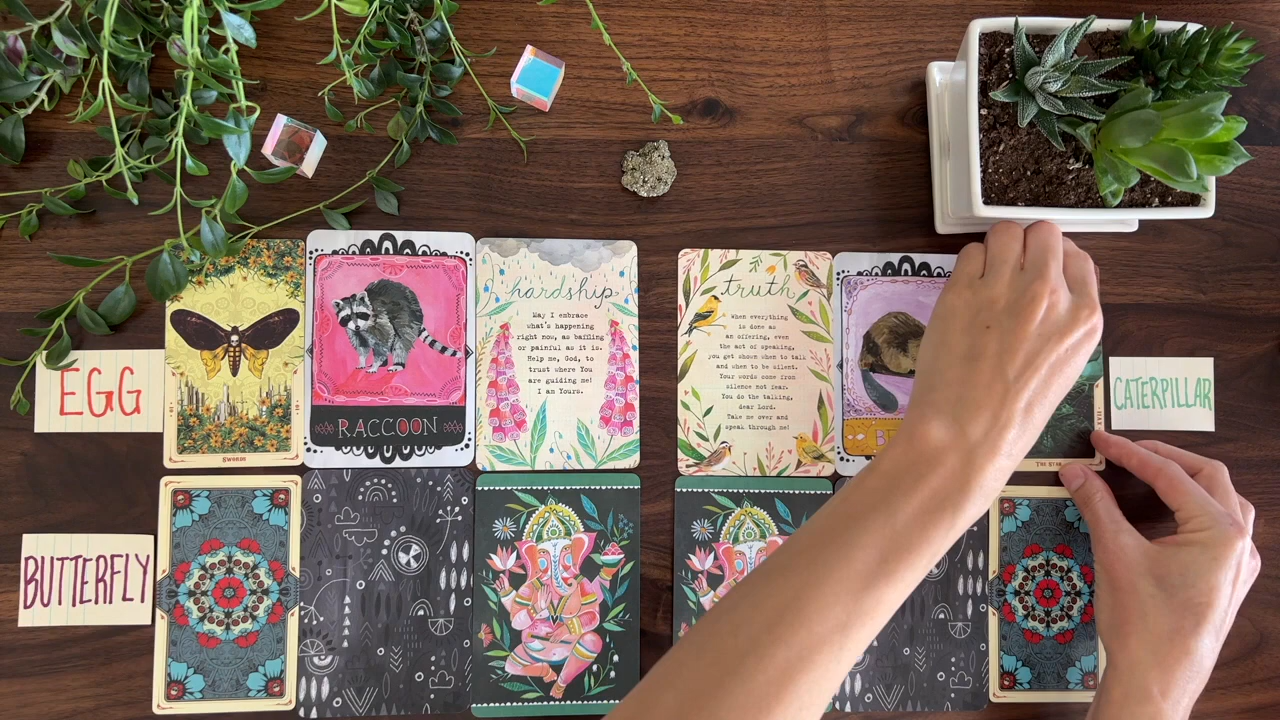 EGG
SWORDS
RACCOON
hardship
May I embrace
what's happening
right now, as baffling
or painful as it is.
Help me, God, to
trust where You
are guiding me!
I am Yours.
truth
When everything
is done as
an offering, even
the act of speaking,
you get shown when to talk
and when to be silent.
Your words come from
silence not fear.
You do the talking,
dear Lord.
Take me over and
speak through me!
THE STAR
CATERPILLAR
BUTTERFLY